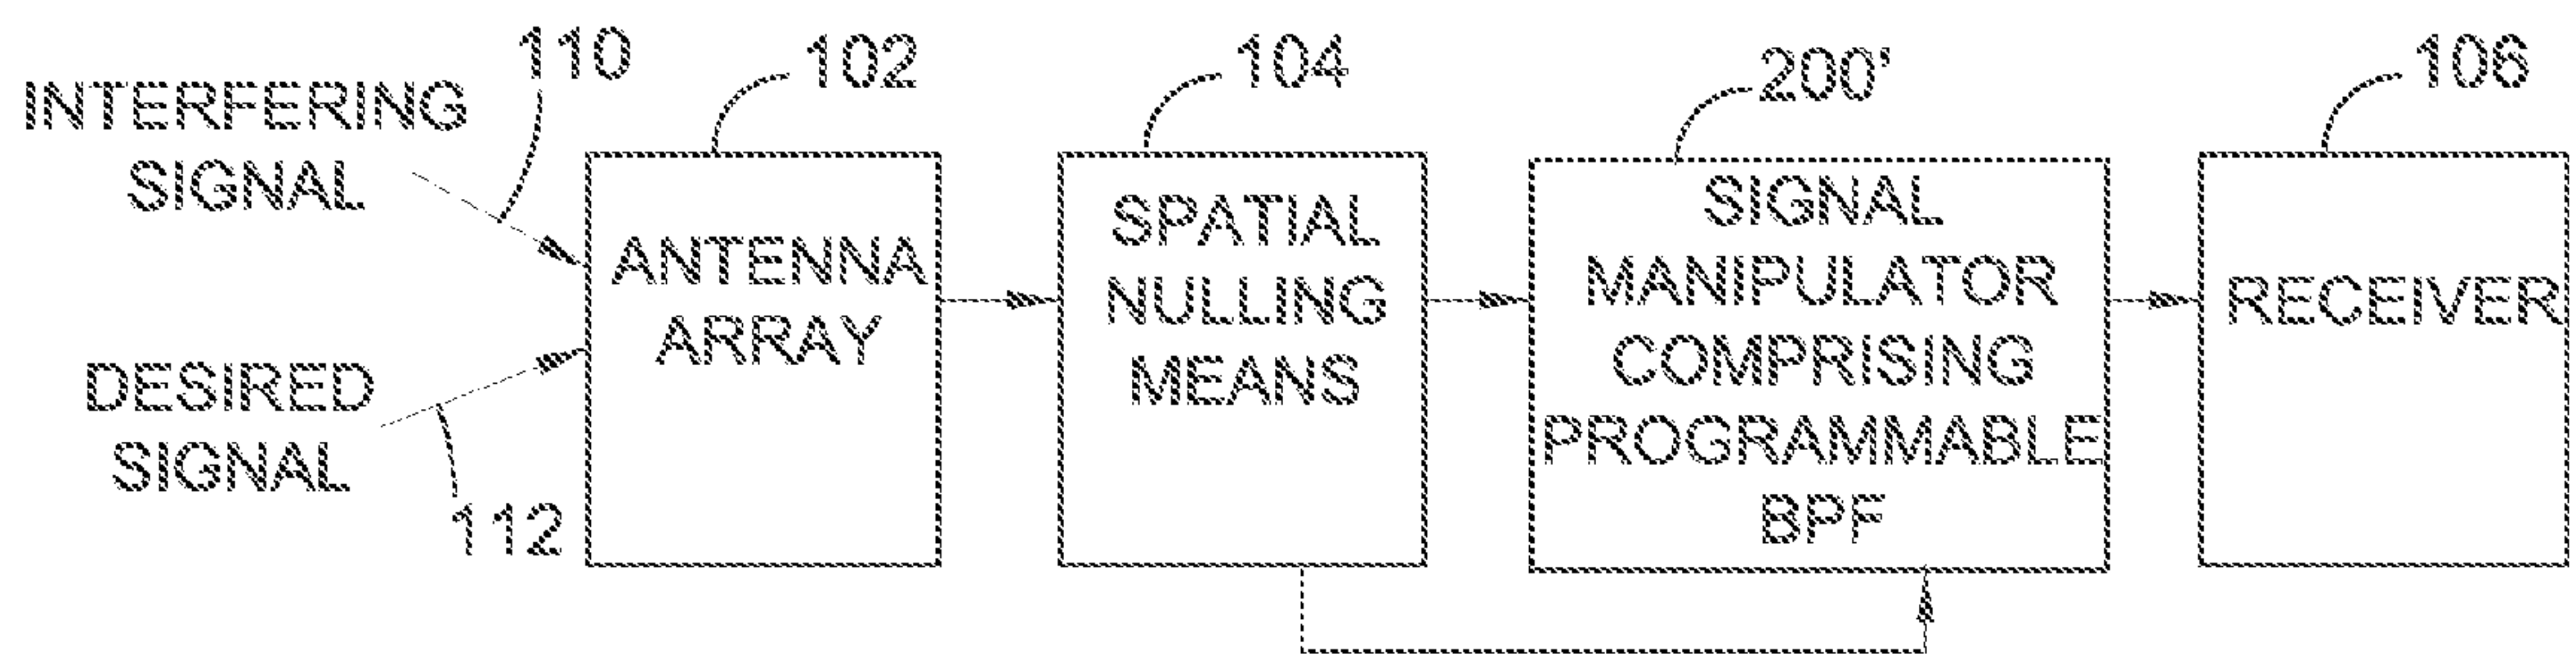 110
102
104
200'
106
INTERFERING
SIGNAL
DESIRED
SIGNAL
112
ANTENNA
ARRAY
SPATIAL
NULLING
MEANS
SIGNAL
MANIPULATOR
COMPRISING
PROGRAMMABLE
BPF
RECEIVER